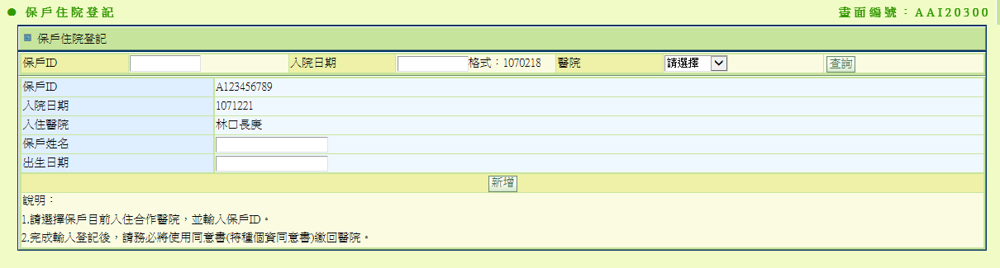 保戶住院登記 畫面編號：AAI20300
保戶住院登記
保戶ID 入院日期 格式：1070218 醫院 請選擇 查詢
保戶ID A123456789
入院日期 1071221
入住醫院 林口長庚
保戶姓名
出生日期
新增
說明：
1.請選擇保戶目前入住合作醫院，並輸入保戶ID。
2.完成輸入登記後，請務必將使用同意書(特種個資同意書)繳回醫院。